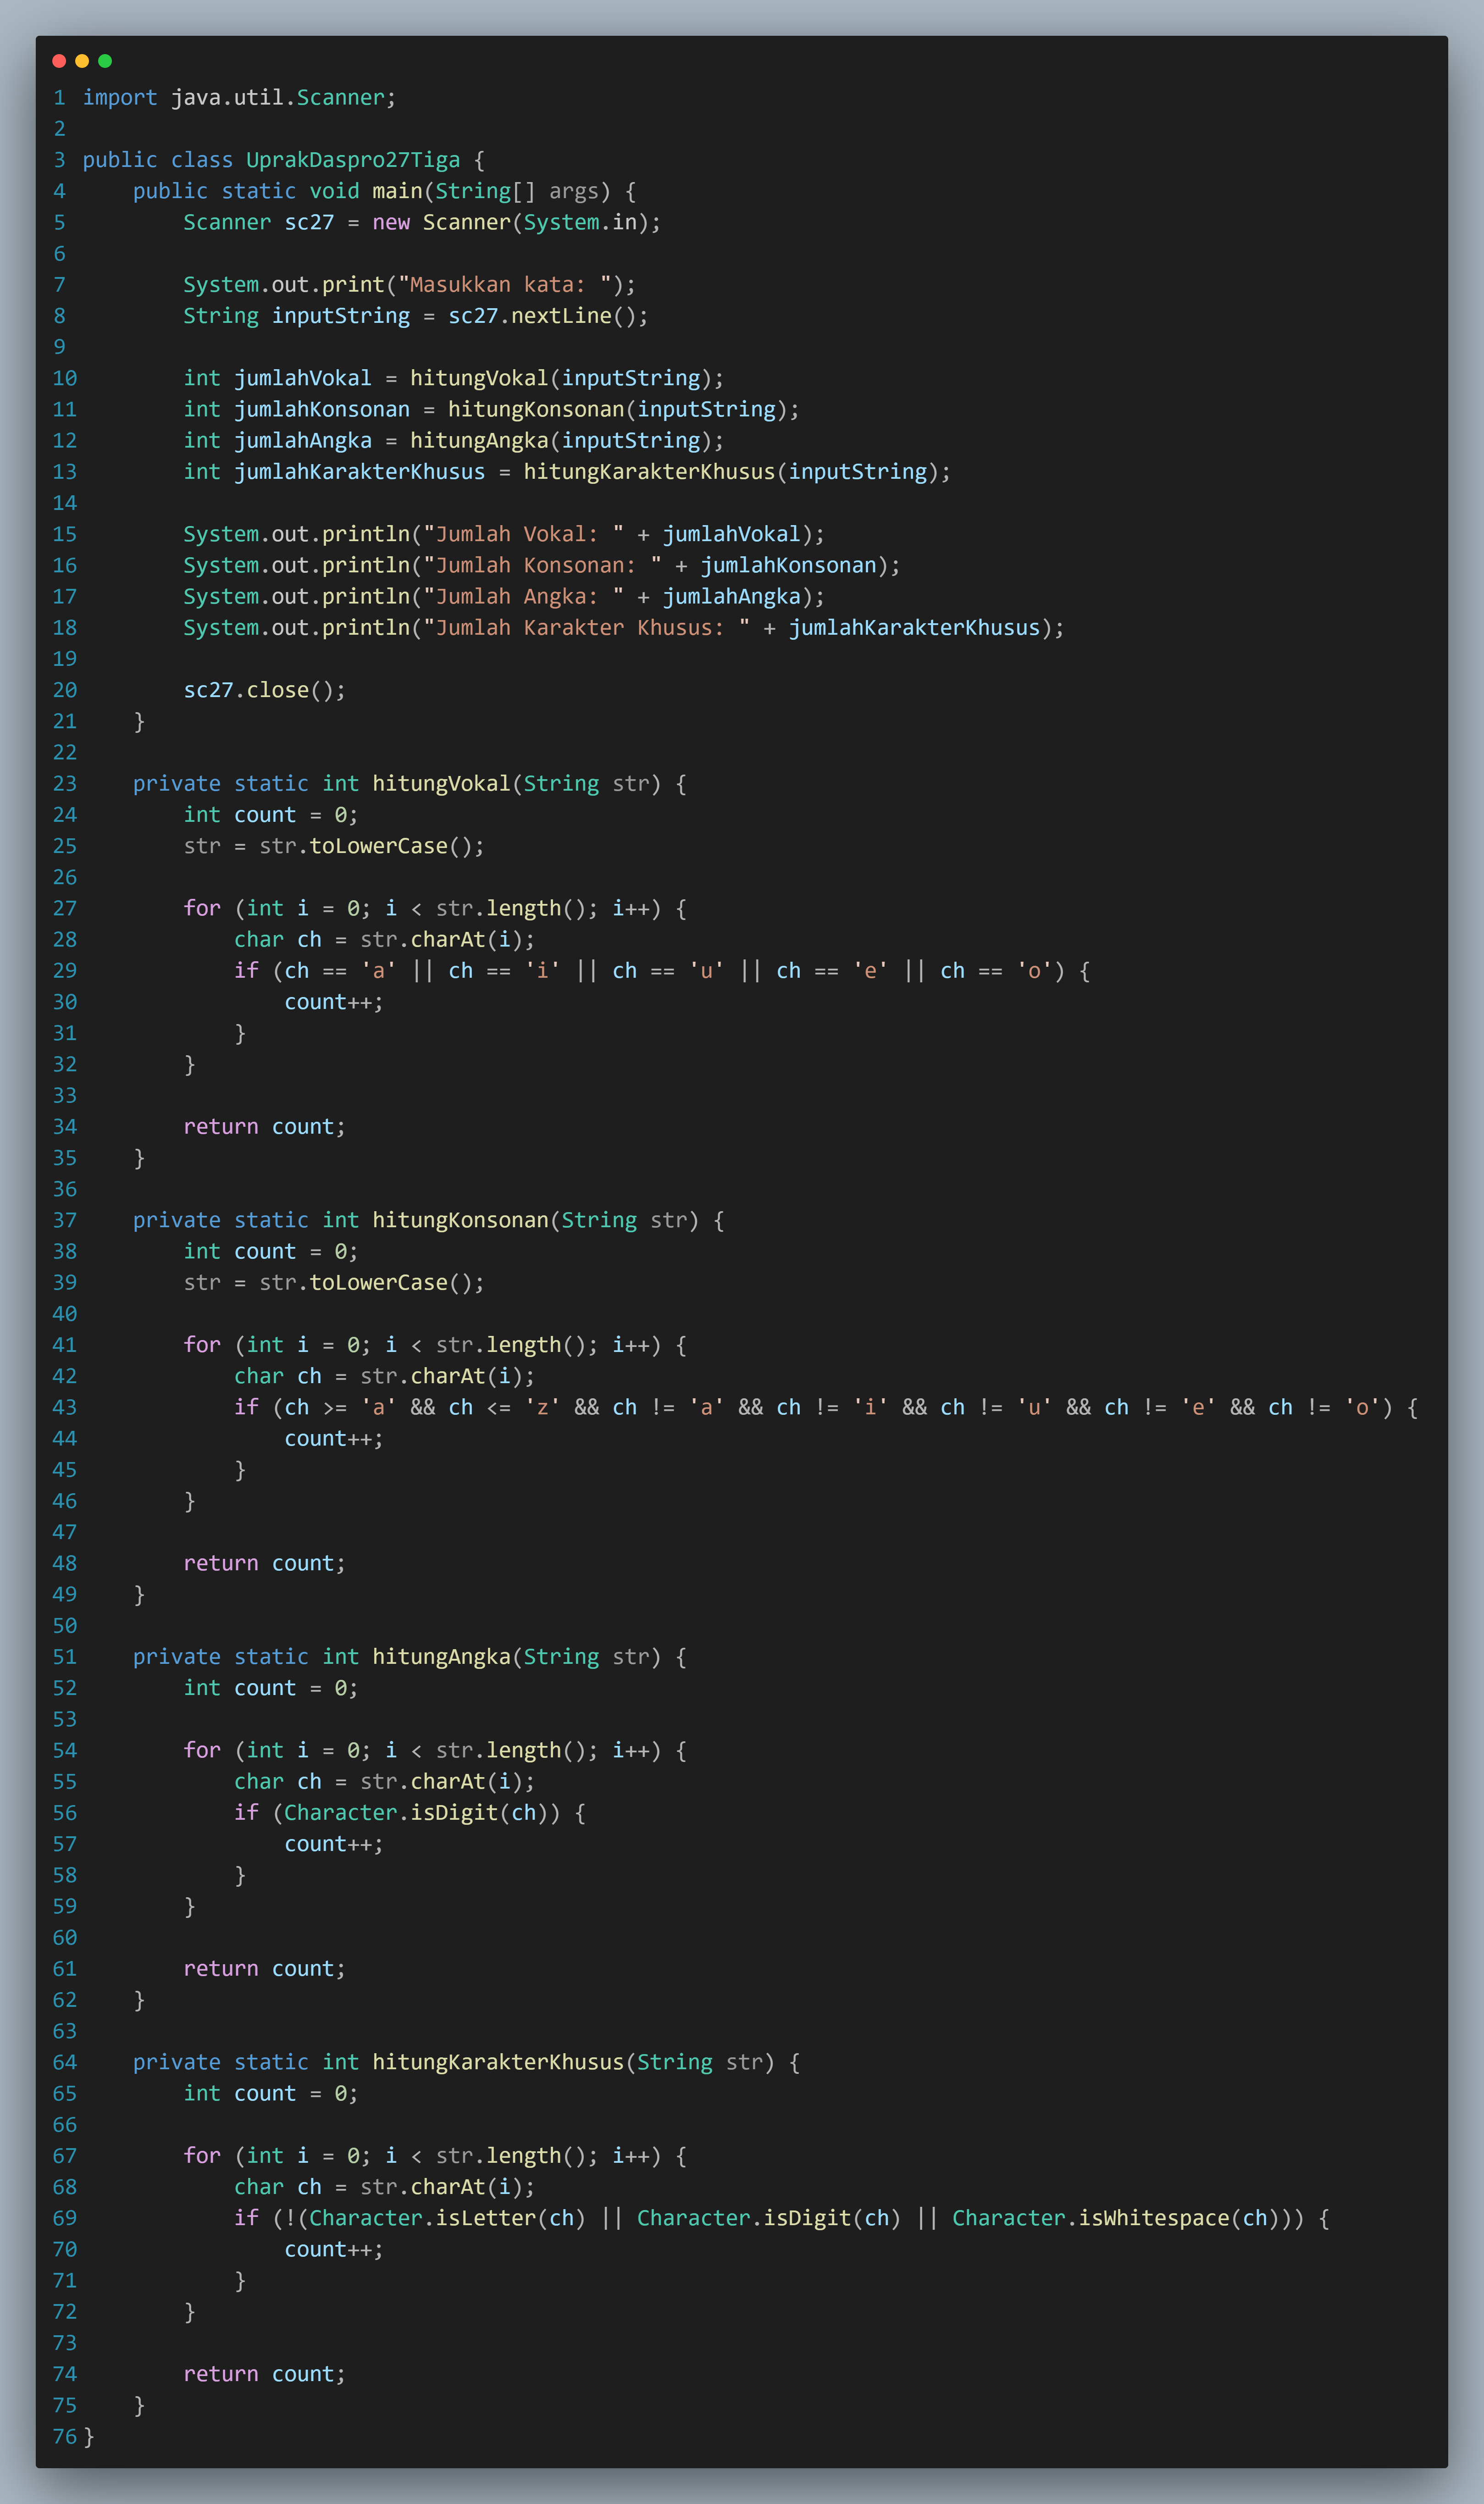 1 import java.util.Scanner;
2
3 public class UprakDaspro27Tiga {
4     public static void main(String[] args) {
5         Scanner sc27 = new Scanner(System.in);
6
7         System.out.print("Masukkan kata: ");
8         String inputString = sc27.nextLine();
9
10         int jumlahVokal = hitungVokal(inputString);
11         int jumlahKonsonan = hitungKonsonan(inputString);
12         int jumlahAngka = hitungAngka(inputString);
13         int jumlahKarakterKhusus = hitungKarakterKhusus(inputString);
14
15         System.out.println("Jumlah Vokal: " + jumlahVokal);
16         System.out.println("Jumlah Konsonan: " + jumlahKonsonan);
17         System.out.println("Jumlah Angka: " + jumlahAngka);
18         System.out.println("Jumlah Karakter Khusus: " + jumlahKarakterKhusus);
19
20         sc27.close();
21     }
22
23     private static int hitungVokal(String str) {
24         int count = 0;
25         str = str.toLowerCase();
26
27         for (int i = 0; i < str.length(); i++) {
28             char ch = str.charAt(i);
29             if (ch == 'a' || ch == 'i' || ch == 'u' || ch == 'e' || ch == 'o') {
30                 count++;
31             }
32         }
33
34         return count;
35     }
36
37     private static int hitungKonsonan(String str) {
38         int count = 0;
39         str = str.toLowerCase();
40
41         for (int i = 0; i < str.length(); i++) {
42             char ch = str.charAt(i);
43             if (ch >= 'a' && ch <= 'z' && ch != 'a' && ch != 'i' && ch != 'u' && ch != 'e' && ch != 'o') {
44                 count++;
45             }
46         }
47
48         return count;
49     }
50
51     private static int hitungAngka(String str) {
52         int count = 0;
53
54         for (int i = 0; i < str.length(); i++) {
55             char ch = str.charAt(i);
56             if (Character.isDigit(ch)) {
57                 count++;
58             }
59         }
60
61         return count;
62     }
63
64     private static int hitungKarakterKhusus(String str) {
65         int count = 0;
66
67         for (int i = 0; i < str.length(); i++) {
68             char ch = str.charAt(i);
69             if (!(Character.isLetter(ch) || Character.isDigit(ch) || Character.isWhitespace(ch))) {
70                 count++;
71             }
72         }
73
74         return count;
75     }
76 }